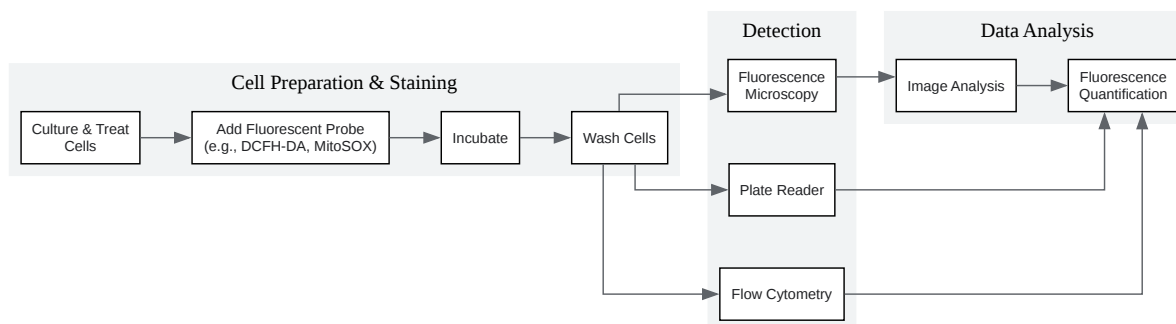 Cell Preparation & Staining
Culture & Treat
Cells
Add Fluorescent Probe
(e.g., DCFH-DA, MitoSOX)
Incubate
Wash Cells
Detection
Fluorescence
Microscopy
Plate Reader
Flow Cytometry
Data Analysis
Image Analysis
Fluorescence
Quantification